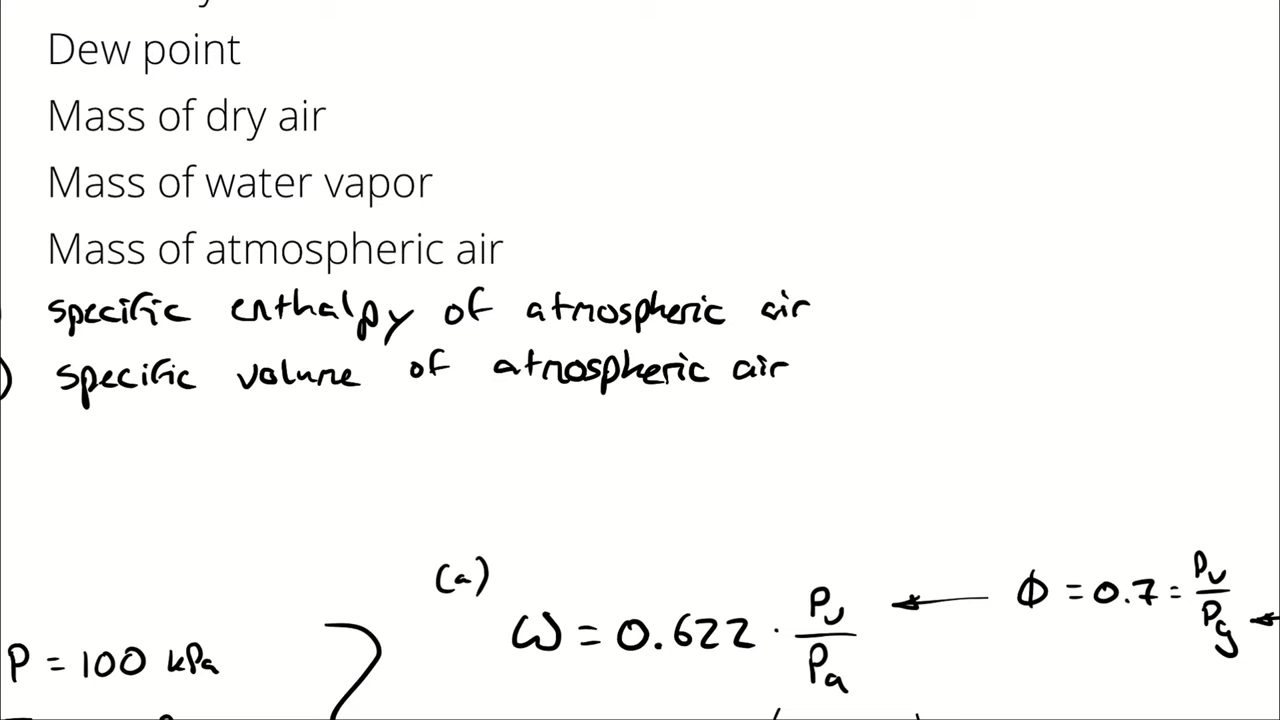 Dew point
Mass of dry air
Mass of water vapor
Mass of atmospheric air
specific enthalpy of atmospheric air
) specific volume of atmospheric air
(a)
ω = 0.622 · Pv/Pa ← ϕ = 0.7 = Pv/Pg ←
P = 100 kPa